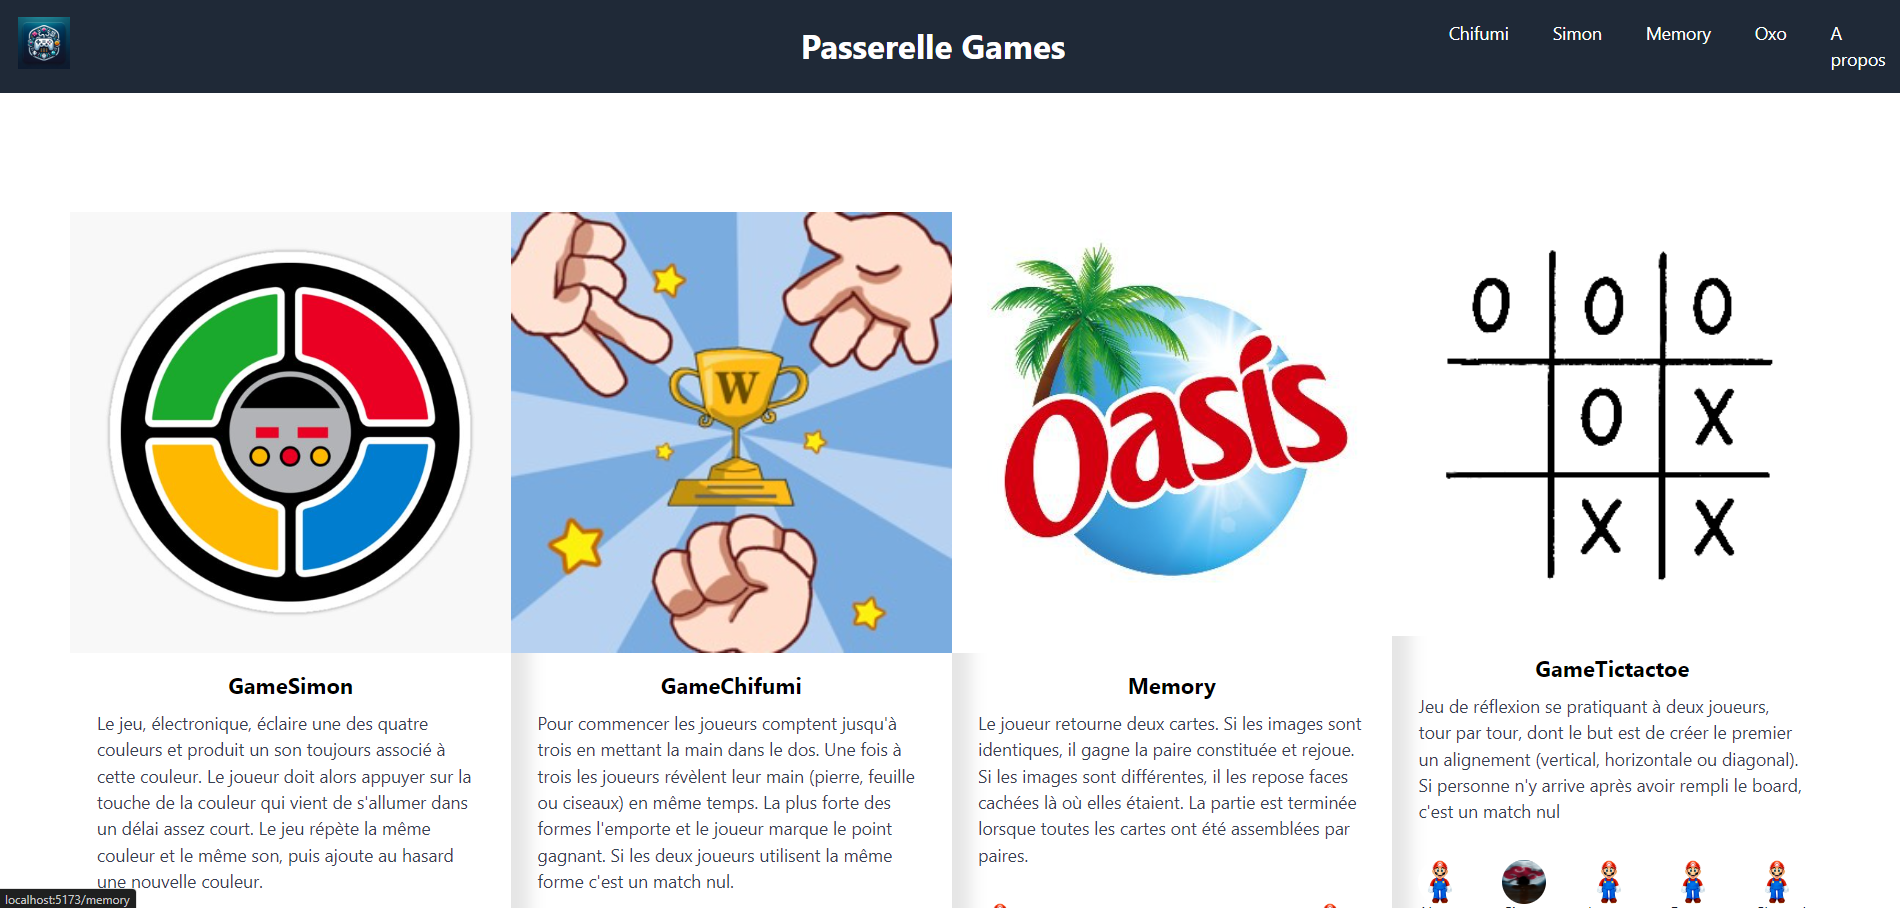 Passerelle Games
Chifumi
Simon
Memory
Oxo
A
propos
W
Oasis
O O O
O X
X X
GameSimon
Le jeu, électronique, éclaire une des quatre
couleurs et produit un son toujours associé à
cette couleur. Le joueur doit alors appuyer sur la
touche de la couleur qui vient de s'allumer dans
un délai assez court. Le jeu répète la même
couleur et le même son, puis ajoute au hasard
une nouvelle couleur.
GameChifumi
Pour commencer les joueurs comptent jusqu'à
trois en mettant la main dans le dos. Une fois à
trois les joueurs révèlent leur main (pierre, feuille
ou ciseaux) en même temps. La plus forte des
formes l'emporte et le joueur marque le point
gagnant. Si les deux joueurs utilisent la même
forme c'est un match nul.
Memory
Le joueur retourne deux cartes. Si les images sont
identiques, il gagne la paire constituée et rejoue.
Si les images sont différentes, il les repose faces
cachées là où elles étaient. La partie est terminée
lorsque toutes les cartes ont été assemblées par
paires.
GameTictactoe
Jeu de réflexion se pratiquant à deux joueurs,
tour par tour, dont le but est de créer le premier
un alignement (vertical, horizontale ou diagonal).
Si personne n'y arrive après avoir rempli le board,
c'est un match nul
localhost:5173/memory